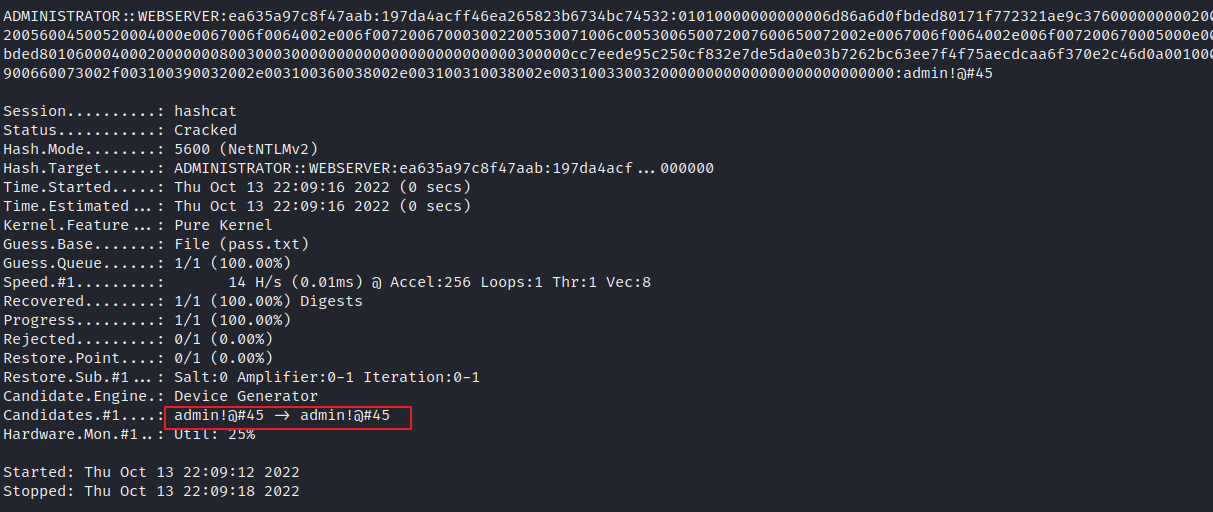 ADMINISTRATOR::WEBSERVER:ea635a97c8f47aab:197da4acff46ea265823b6734bc74532:01010000000000006d86a6d0fbded80171f772321ae9c3760000000002000
20056004500520004000e0067006f0064002e006f0072006700030022005300710 06c005300650072007600650072002e0067006f0064002e006f007200670005000e00
bded801060004000200000008003000300000000000000000000000003000 00cc7eede95c250cf832e7de5da0e03b7262bc63ee7f4f75aecdcaa6f370e2c46d0a001000
900660073002f003100390032002e003100360038002e003100310038002e0031003300320000000000000000000000000000:admin!@#45
Session..........: hashcat
Status...........: Cracked
Hash.Mode........: 5600 (NetNTLMv2)
Hash.Target......: ADMINISTRATOR::WEBSERVER:ea635a97c8f47aab:197da4acf...000000
Time.Started.....: Thu Oct 13 22:09:16 2022 (0 secs)
Time.Estimated...: Thu Oct 13 22:09:16 2022 (0 secs)
Kernel.Feature...: Pure Kernel
Guess.Base.......: File (pass.txt)
Guess.Queue......: 1/1 (100.00%)
Speed.#1.........:       14 H/s (0.01ms) @ Accel:256 Loops:1 Thr:1 Vec:8
Recovered........: 1/1 (100.00%) Digests
Progress.........: 1/1 (100.00%)
Rejected.........: 0/1 (0.00%)
Restore.Point....: 0/1 (0.00%)
Restore.Sub.#1...: Salt:0 Amplifier:0-1 Iteration:0-1
Candidate.Engine.: Device Generator
Candidates.#1....: admin!@#45 -> admin!@#45
Hardware.Mon.#1..: Util: 25%
Started: Thu Oct 13 22:09:12 2022
Stopped: Thu Oct 13 22:09:18 2022